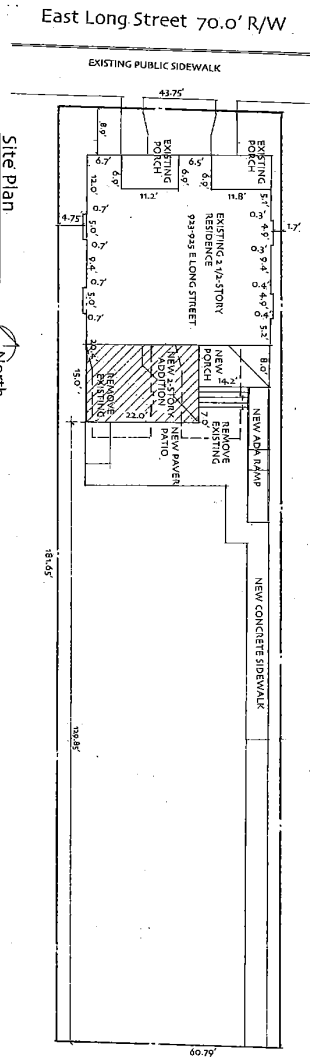 East Long Street 70.0' R/W
EXISTING PUBLIC SIDEWALK
43.75'
8.9'
EXISTING
PORCH
EXISTING
PORCH
6.7'
6.9'
11.2'
6.5'
6.9'
6.9'
11.8'
5.1'
12.0'
0.7'
5.0'
0.7'
9.4'
0.7'
5.0'
0.7'
4.75'
0.3'
4.9'
0.3'
9.4'
0.4'
4.9'
0.4'
5.2'
1.7'
EXISTING 2 1/2-STORY
RESIDENCE
923-925 E LONG STREET
20.4'
15.0'
NEW 2-STORY
ADDITION
22.0'
REMOVE
EXISTING
NEW
PORCH
14.2'
8.0'
7.0'
REMOVE
EXISTING
NEW PAVER
PATIO
NEW ADA RAMP
NEW CONCRETE SIDEWALK
181.65'
129.85'
60.79'
Site Plan
North